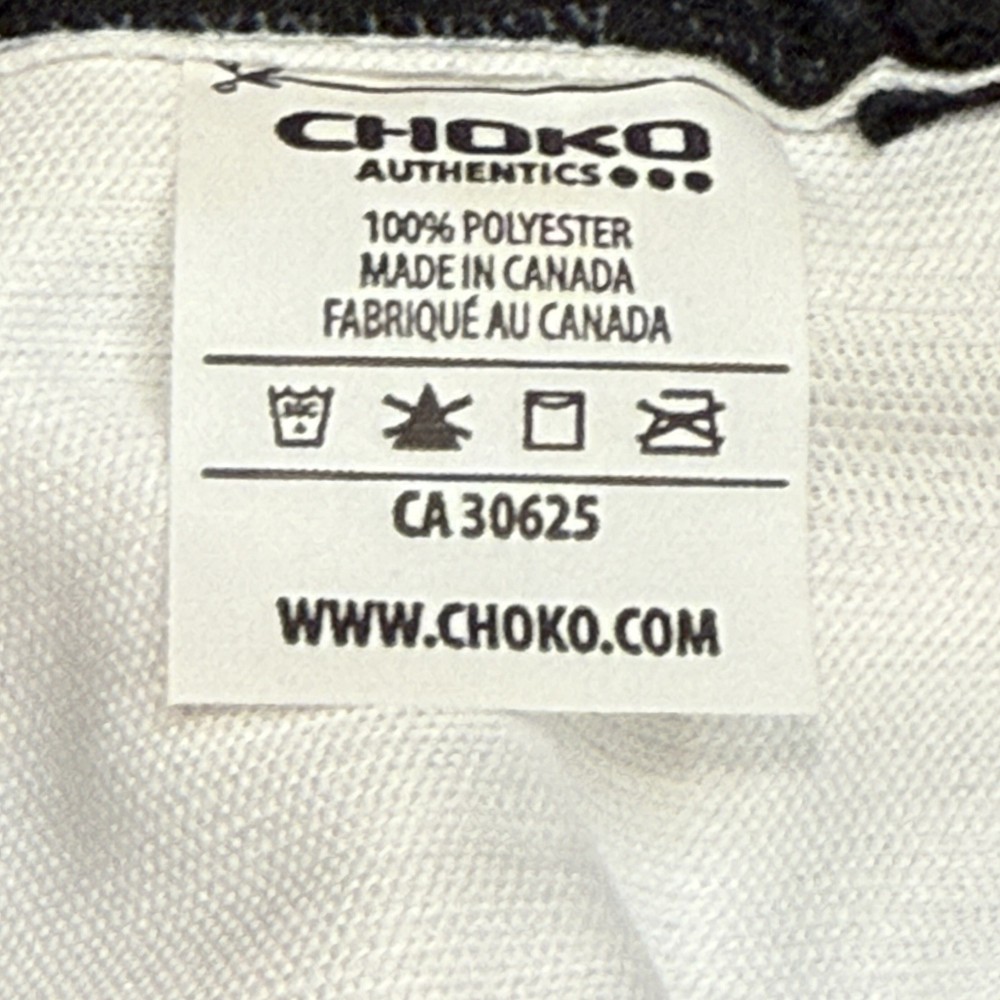 CHOKO
AUTHENTICS
100% POLYESTER
MADE IN CANADA
FABRIQUÉ AU CANADA
CA 30625
WWW.CHOKO.COM